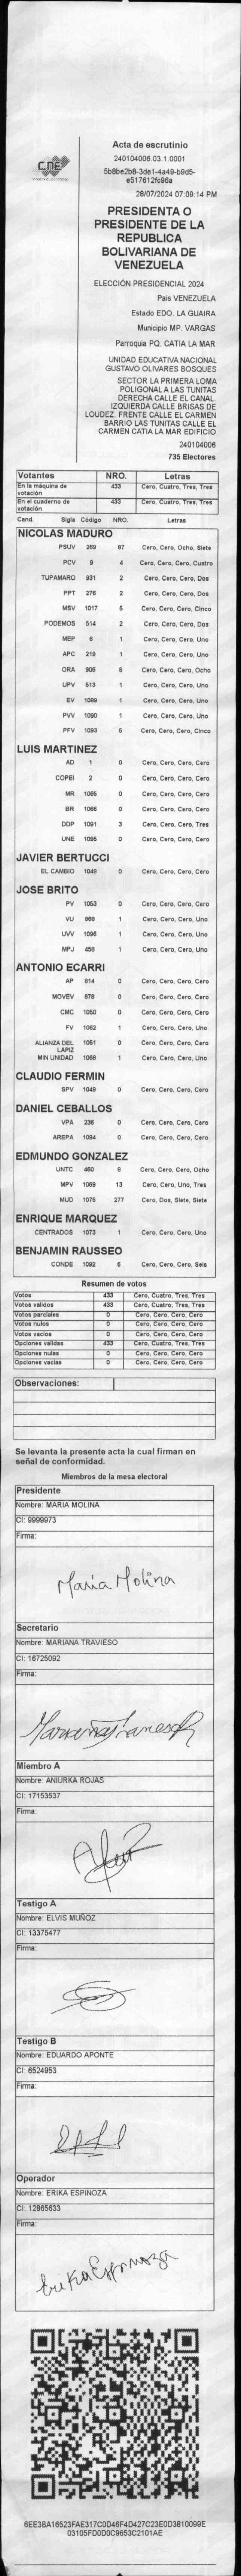 CNE
Acta de escrutinio
240104006.03.1.0001
5b8be2b8-3de1-4a49-b9d5-
e517612fc96a
28/07/2024 07:09:14 PM
PRESIDENTA O
PRESIDENTE DE LA
REPUBLICA
BOLIVARIANA DE
VENEZUELA
ELECCIÓN PRESIDENCIAL 2024
Pais VENEZUELA
Estado EDO. LA GUAIRA
Municipio MP. VARGAS
Parroquia PQ. CATIA LA MAR
UNIDAD EDUCATIVA NACIONAL
GUSTAVO OLIVARES BOSQUES
SECTOR LA PRIMERA LOMA
POLIGONAL A LAS TUNITAS
DERECHA CALLE EL CANAL.
IZQUIERDA CALLE BRISAS DE
LOUDEZ. FRENTE CALLE EL CARMEN
BARRIO LAS TUNITAS CALLE EL
CARMEN CATIA LA MAR EDIFICIO
240104006
735 Electores
Votantes NRO. Letras
En la máquina de votación 433 Cero, Cuatro, Tres, Tres
En el cuaderno de votación 433 Cero, Cuatro, Tres, Tres
Cand. Sigla Código NRO. Letras
NICOLAS MADURO
PSUV 269 87 Cero, Cero, Ocho, Siete
PCV 9 4 Cero, Cero, Cero, Cuatro
TUPAMARO 931 2 Cero, Cero, Cero, Dos
PPT 276 2 Cero, Cero, Cero, Dos
MSV 1017 5 Cero, Cero, Cero, Cinco
PODEMOS 514 2 Cero, Cero, Cero, Dos
MEP 6 1 Cero, Cero, Cero, Uno
APC 219 1 Cero, Cero, Cero, Uno
ORA 906 8 Cero, Cero, Cero, Ocho
UPV 513 1 Cero, Cero, Cero, Uno
EV 1089 1 Cero, Cero, Cero, Uno
PVV 1090 1 Cero, Cero, Cero, Uno
PFV 1093 5 Cero, Cero, Cero, Cinco
LUIS MARTINEZ
AD 1 0 Cero, Cero, Cero, Cero
COPEI 2 0 Cero, Cero, Cero, Cero
MR 1065 0 Cero, Cero, Cero, Cero
BR 1066 0 Cero, Cero, Cero, Cero
DDP 1091 3 Cero, Cero, Cero, Tres
UNE 1095 0 Cero, Cero, Cero, Cero
JAVIER BERTUCCI
EL CAMBIO 1048 0 Cero, Cero, Cero, Cero
JOSE BRITO
PV 1053 0 Cero, Cero, Cero, Cero
VU 868 1 Cero, Cero, Cero, Uno
UVV 1096 1 Cero, Cero, Cero, Uno
MPJ 458 1 Cero, Cero, Cero, Uno
ANTONIO ECARRI
AP 814 0 Cero, Cero, Cero, Cero
MOVEV 878 0 Cero, Cero, Cero, Cero
CMC 1050 0 Cero, Cero, Cero, Cero
FV 1062 1 Cero, Cero, Cero, Uno
ALIANZA DEL LAPIZ 1051 0 Cero, Cero, Cero, Cero
MIN UNIDAD 1068 1 Cero, Cero, Cero, Uno
CLAUDIO FERMIN
SPV 1049 0 Cero, Cero, Cero, Cero
DANIEL CEBALLOS
VPA 236 0 Cero, Cero, Cero, Cero
AREPA 1094 0 Cero, Cero, Cero, Cero
EDMUNDO GONZALEZ
UNTC 460 8 Cero, Cero, Cero, Ocho
MPV 1069 13 Cero, Cero, Uno, Tres
MUD 1075 277 Cero, Dos, Siete, Siete
ENRIQUE MARQUEZ
CENTRADOS 1073 1 Cero, Cero, Cero, Uno
BENJAMIN RAUSSEO
CONDE 1092 6 Cero, Cero, Cero, Seis
Resumen de votos
Votos 433 Cero, Cuatro, Tres, Tres
Votos validos 433 Cero, Cuatro, Tres, Tres
Votos parciales 0 Cero, Cero, Cero, Cero
Votos nulos 0 Cero, Cero, Cero, Cero
Votos vacios 0 Cero, Cero, Cero, Cero
Opciones validas 433 Cero, Cuatro, Tres, Tres
Opciones nulas 0 Cero, Cero, Cero, Cero
Opciones vacias 0 Cero, Cero, Cero, Cero
Observaciones:
Se levanta la presente acta la cual firman en
señal de conformidad.
Miembros de la mesa electoral
Presidente
Nombre: MARIA MOLINA
CI: 9999973
Firma:
Maria Molina
Secretario
Nombre: MARIANA TRAVIESO
CI: 16725092
Firma:
Miembro A
Nombre: ANIURKA ROJAS
CI: 17153537
Firma:
Testigo A
Nombre: ELVIS MUÑOZ
CI: 13375477
Firma:
Testigo B
Nombre: EDUARDO APONTE
CI: 6524953
Firma:
Operador
Nombre: ERIKA ESPINOZA
CI: 12865633
Firma:
Erika Espinoza
6EE3BA16523FAE317C0D46F4D427C23E0D3810099E
03105FD0D0C9653C2101AE